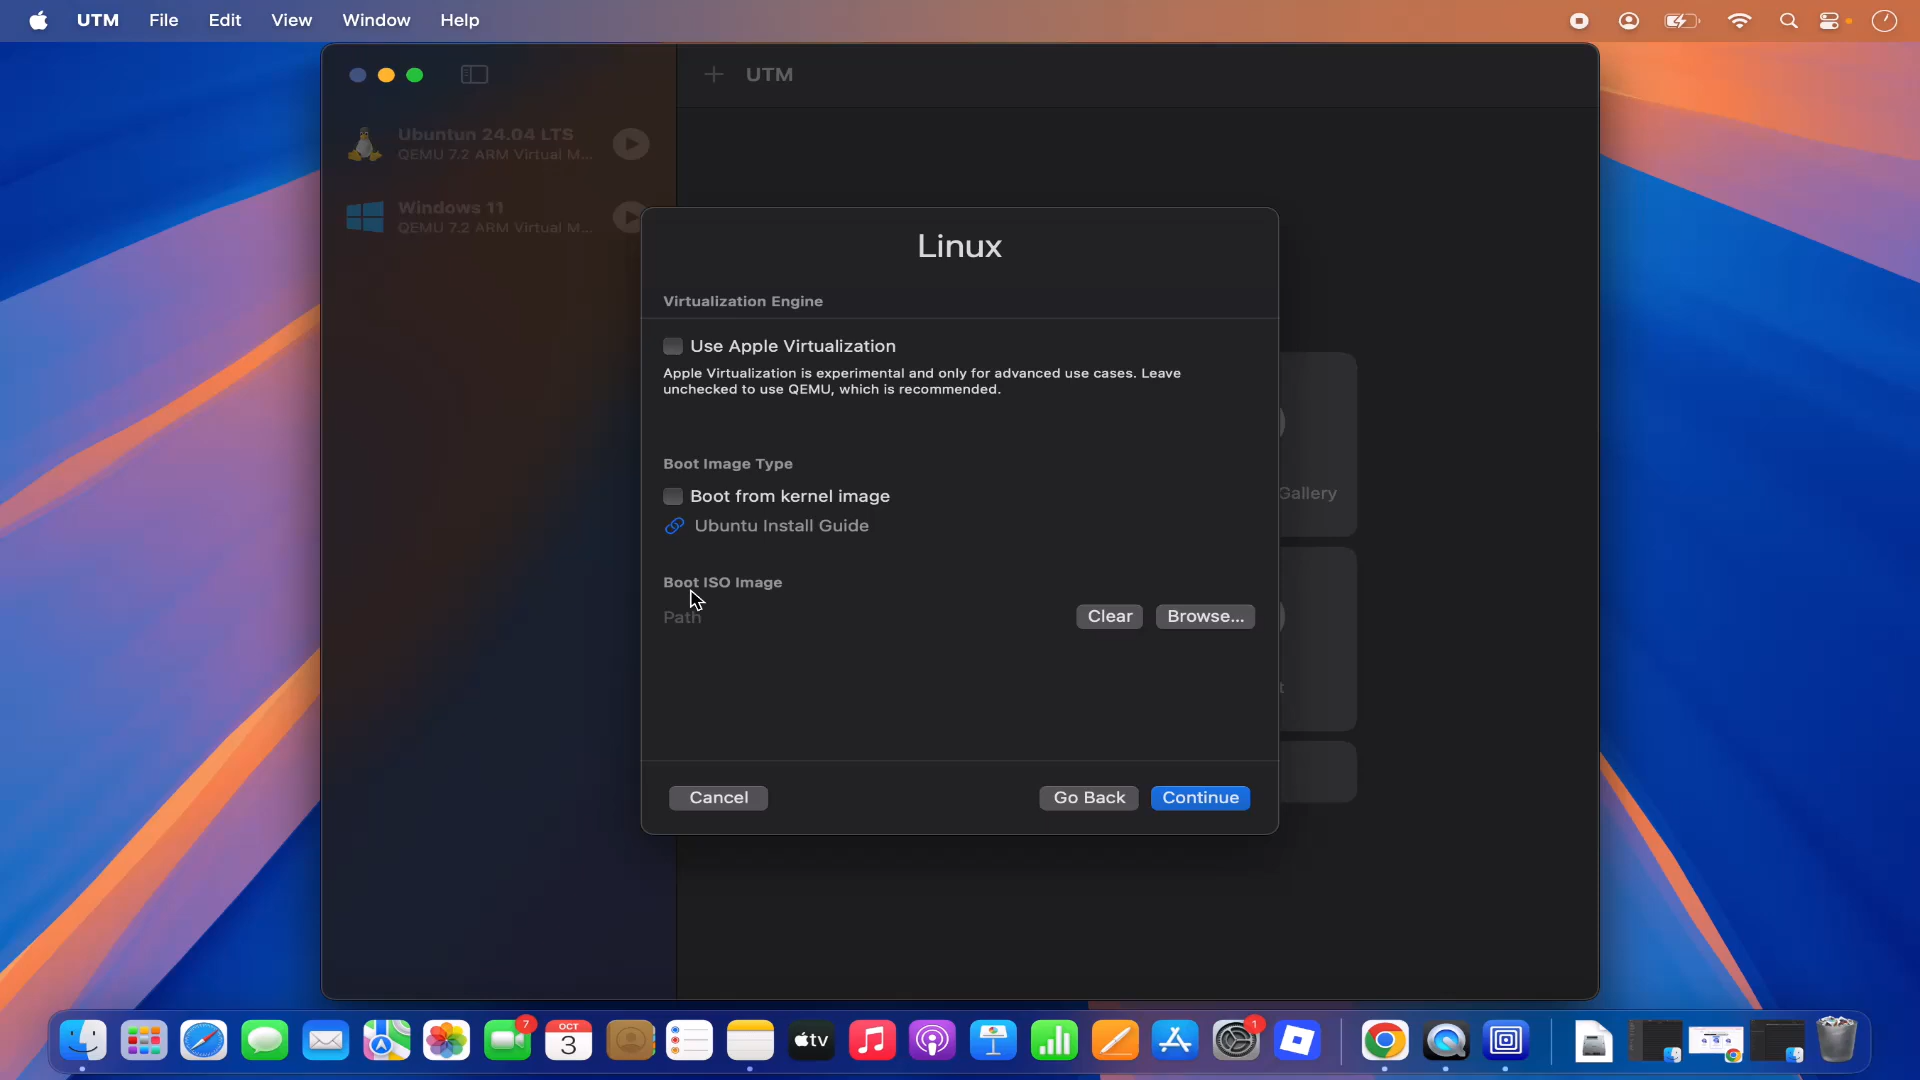 UTM File Edit View Window Help
UTM
Ubuntun 24.04 LTS
QEMU 7.2 ARM Virtual M...
Windows 11
QEMU 7.2 ARM Virtual M...
Linux
Virtualization Engine
Use Apple Virtualization
Apple Virtualization is experimental and only for advanced use cases. Leave
unchecked to use QEMU, which is recommended.
Boot Image Type
Boot from kernel image
Gallery
Ubuntu Install Guide
Boot ISO Image
Path
Clear
Browse...
t
Cancel
Go Back
Continue
7
OCT
3
tv
1